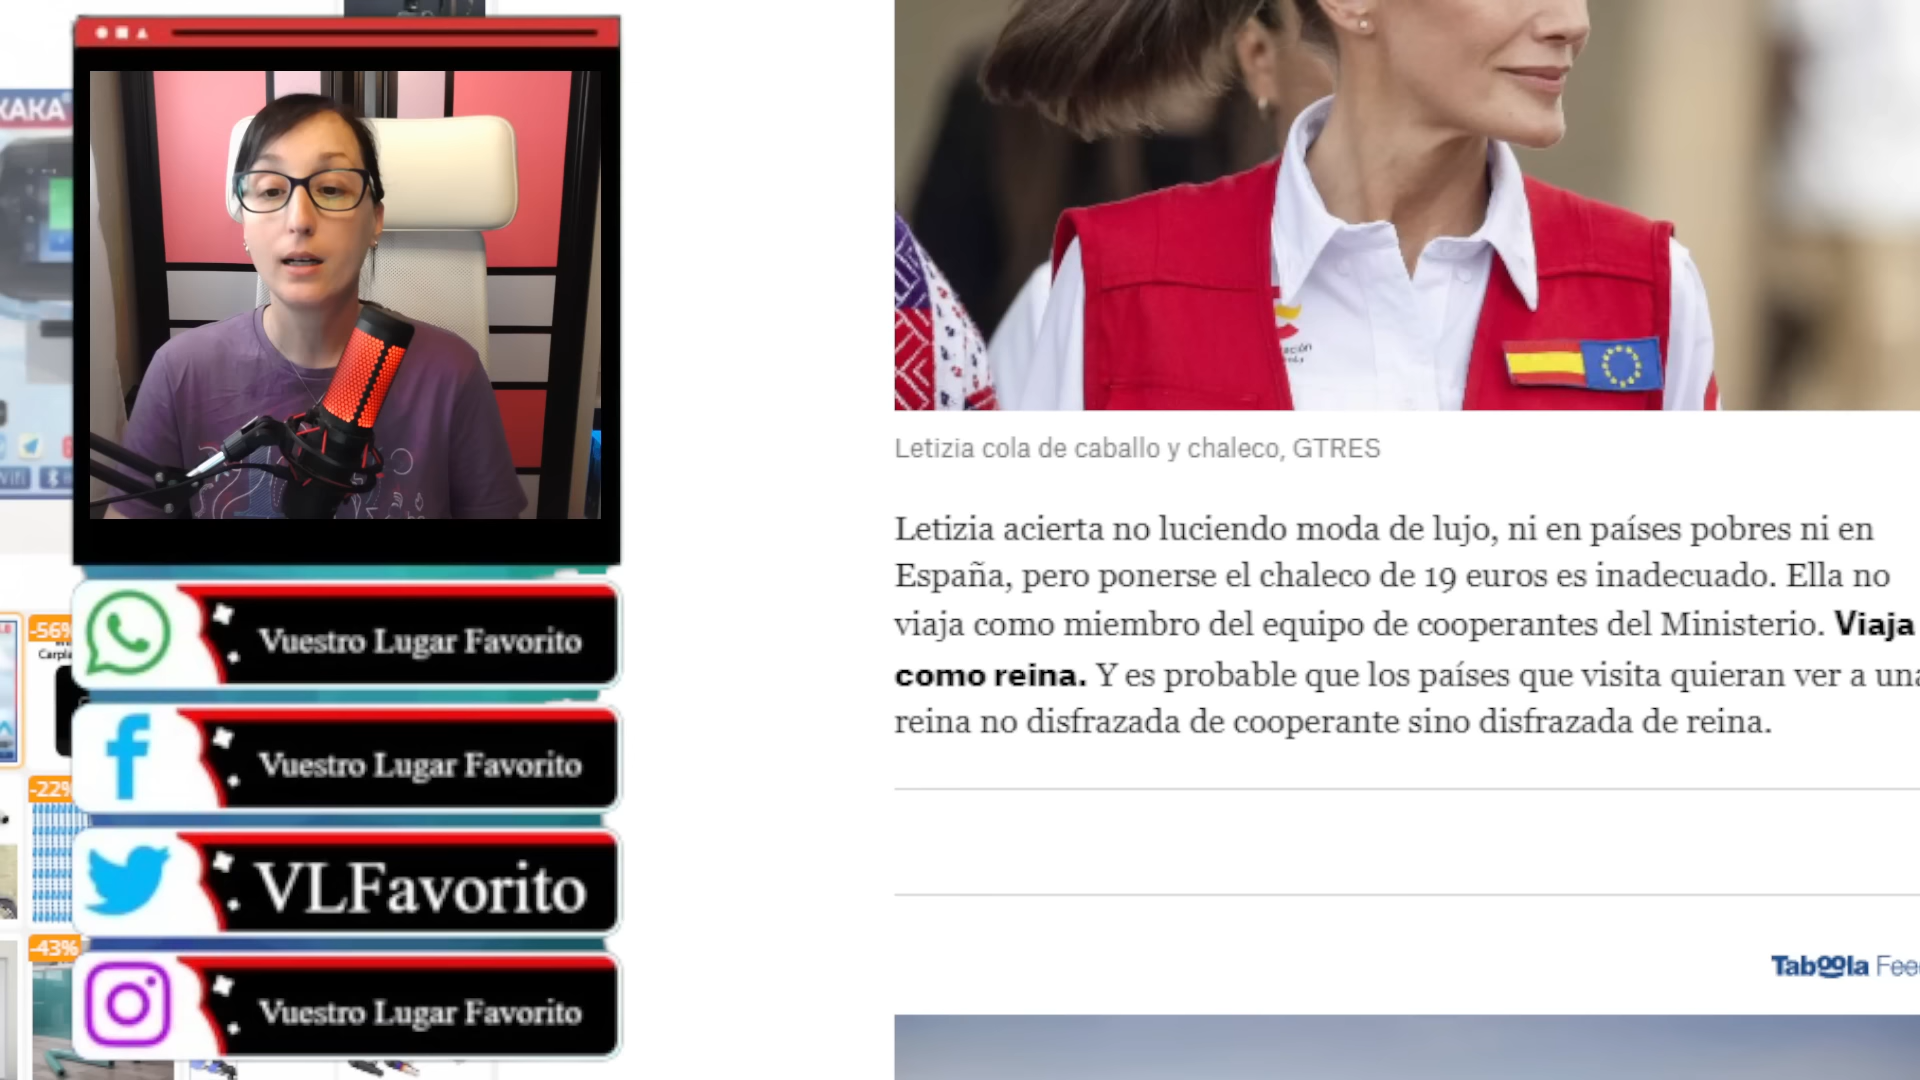 XAKA®
Wifi
-56%
Carpla
-22%
-43%
Vuestro Lugar Favorito
Vuestro Lugar Favorito
VLFavorito
Vuestro Lugar Favorito
Letizia cola de caballo y chaleco, GTRES
Letizia acierta no luciendo moda de lujo, ni en países pobres ni en
España, pero ponerse el chaleco de 19 euros es inadecuado. Ella no
viaja como miembro del equipo de cooperantes del Ministerio. Viaja
como reina. Y es probable que los países que visita quieran ver a una
reina no disfrazada de cooperante sino disfrazada de reina.
Taboola Feed